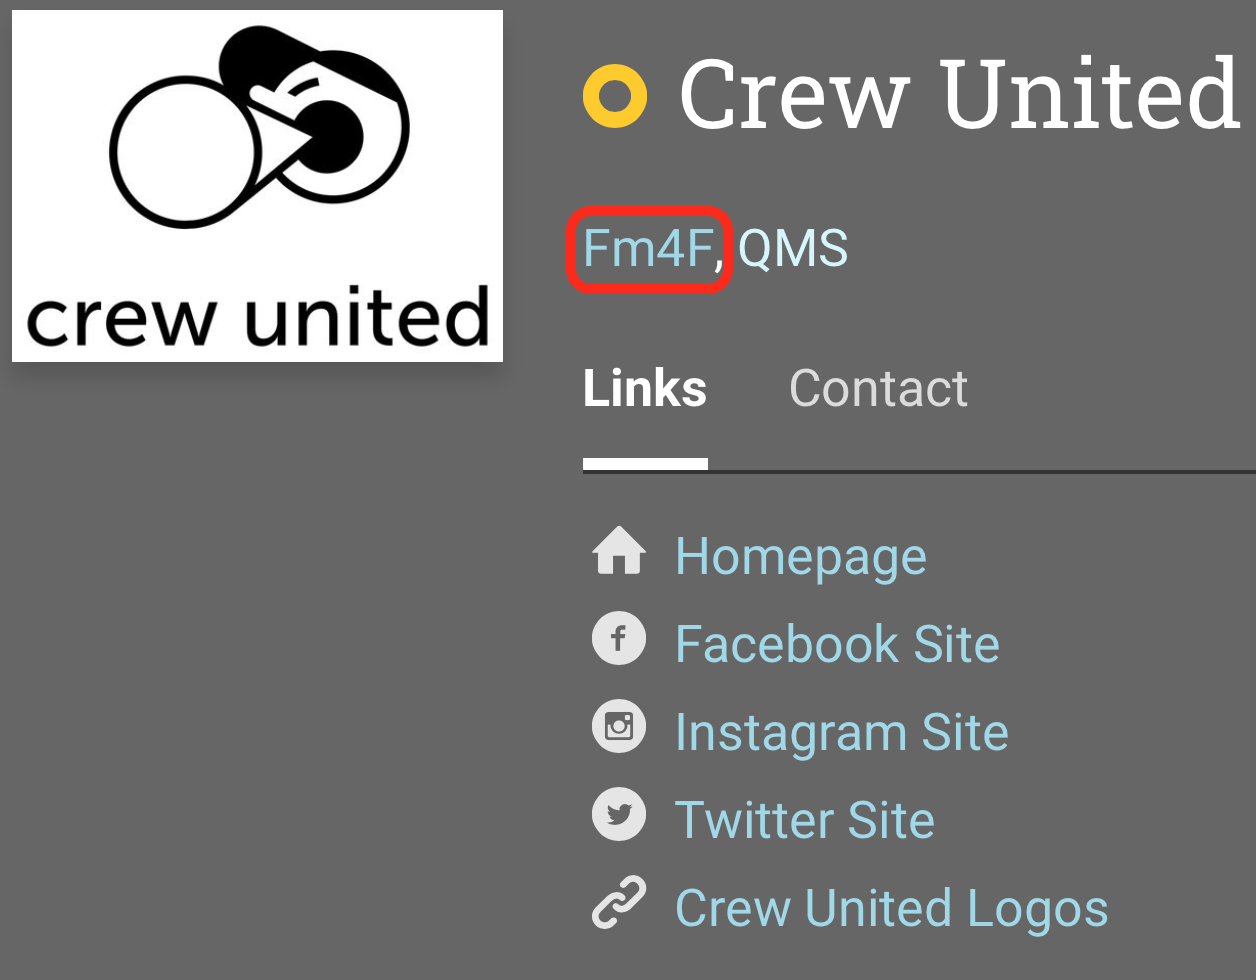 crew united
Crew United
Fm4F, QMS
Links Contact
Homepage
Facebook Site
Instagram Site
Twitter Site
Crew United Logos